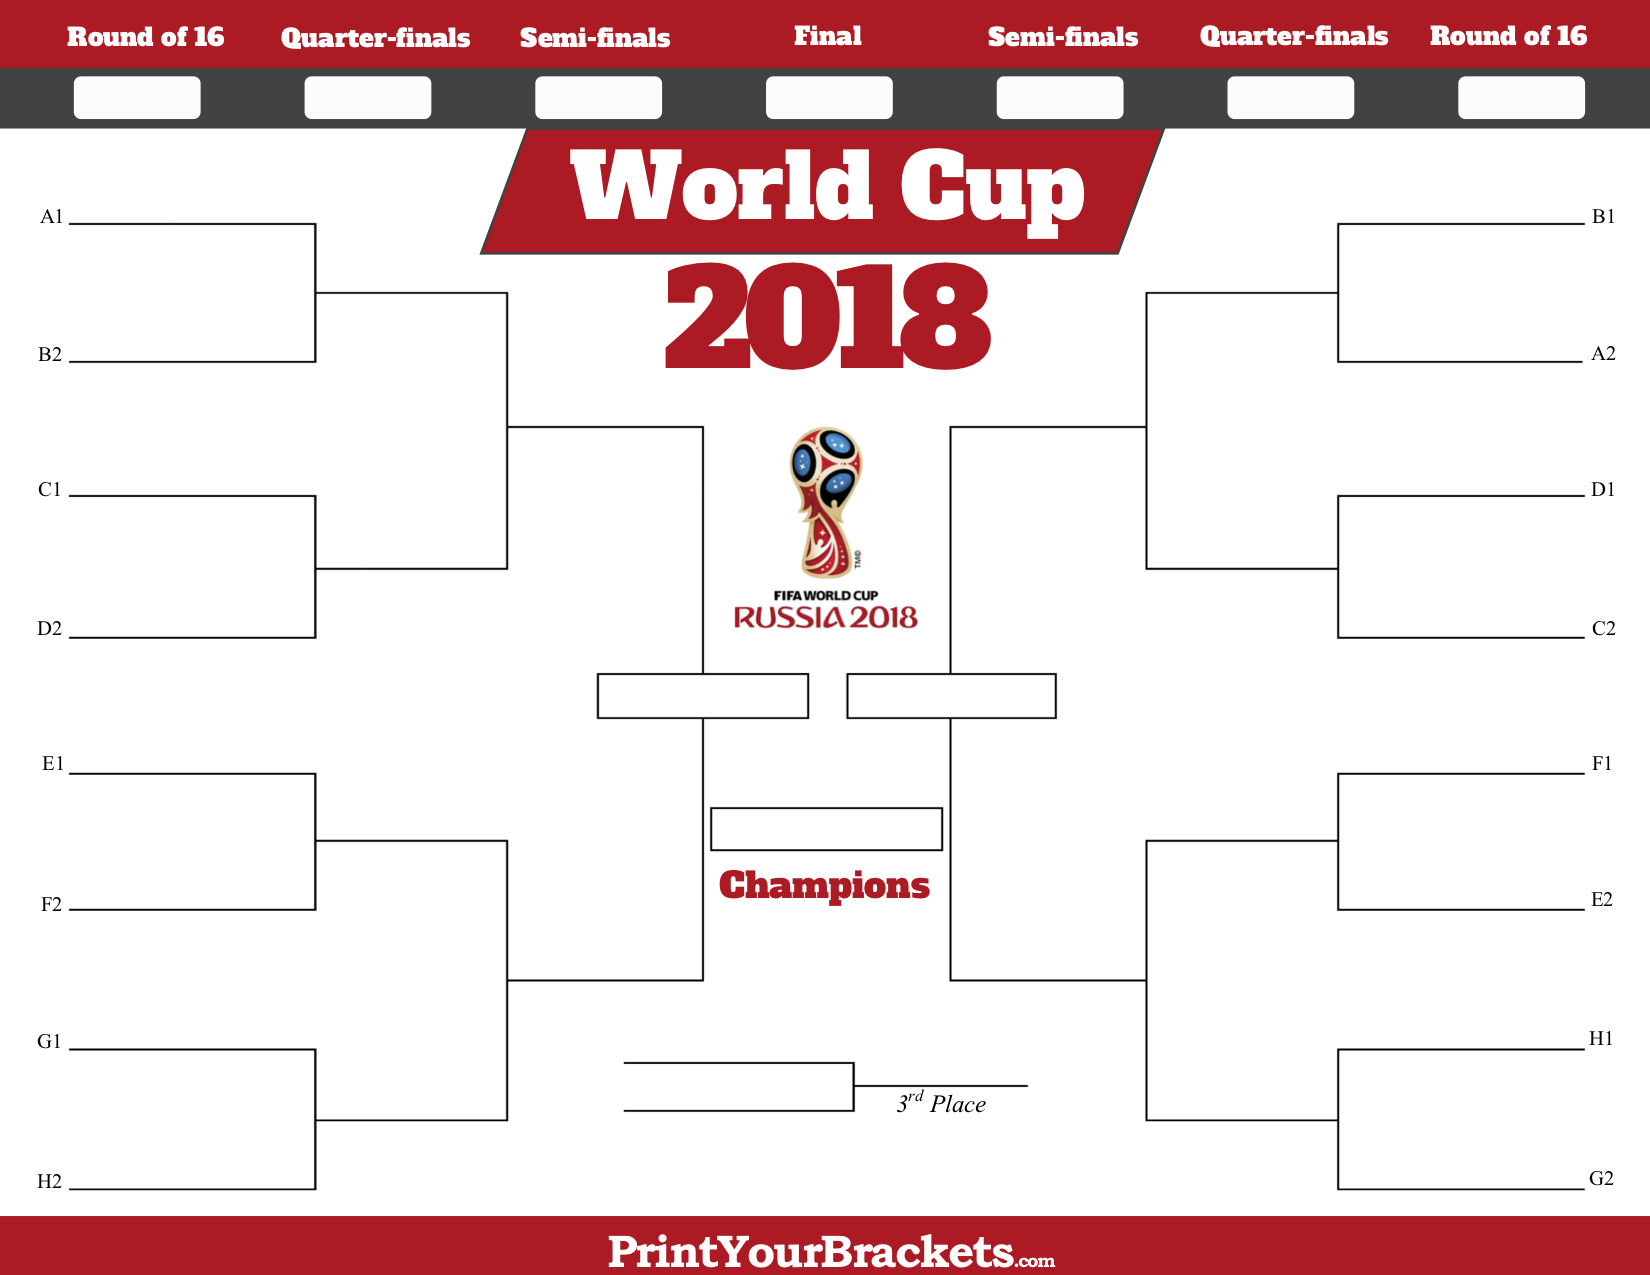 Round of 16 Quarter-finals Semi-finals Final Semi-finals Quarter-finals Round of 16
World Cup
2018
A1
B2
C1
D2
E1
F2
G1
H2
FIFA WORLD CUP
RUSSIA 2018
TM©
Champions
3rd Place
B1
A2
D1
C2
F1
E2
H1
G2
PrintYourBrackets.com